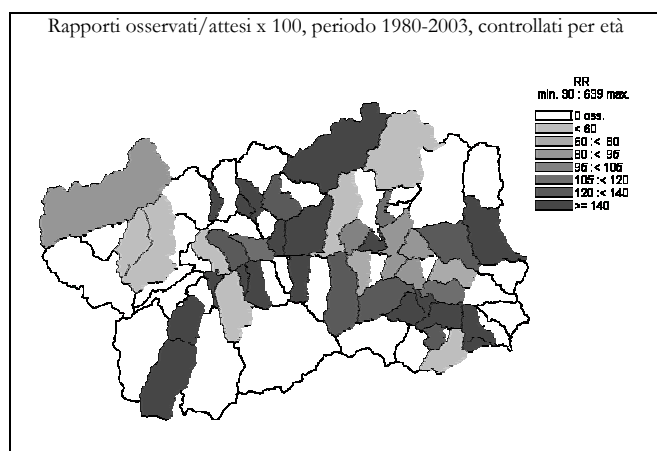 Rapporti osservati/attesi x 100, periodo 1980-2003, controllati per età
RR
min. 30 : 639 max.
0 oss.
< 60
60 :< 80
80 :< 95
95 :< 105
105 :< 120
120 :< 140
>= 140